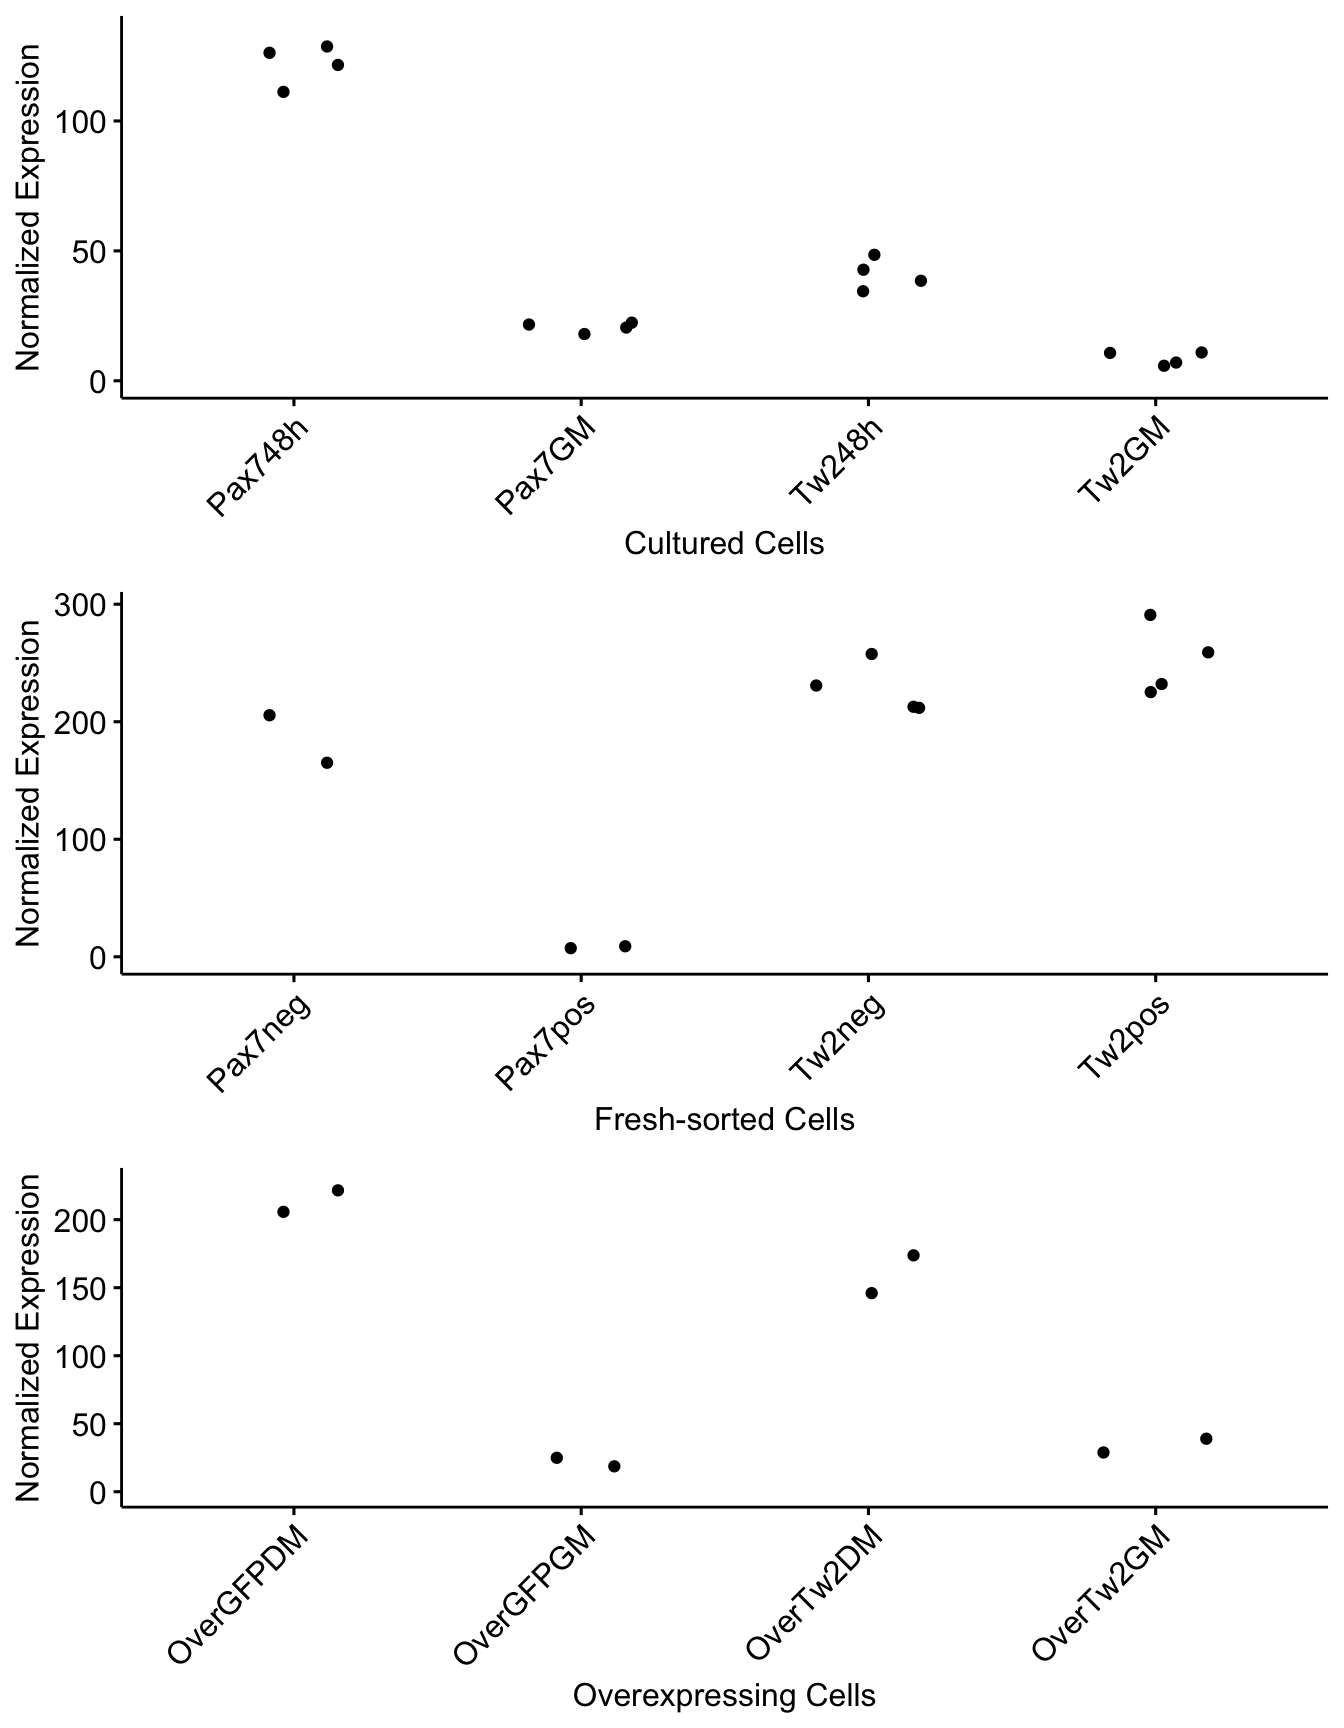 Normalized Expression
100
50
0
Pax748h
Pax7GM
Tw248h
Tw2GM
Cultured Cells
Normalized Expression
300
200
100
0
Pax7neg
Pax7pos
Tw2neg
Tw2pos
Fresh-sorted Cells
Normalized Expression
200
150
100
50
0
OverGFPDM
OverGFPGM
OverTw2DM
OverTw2GM
Overexpressing Cells